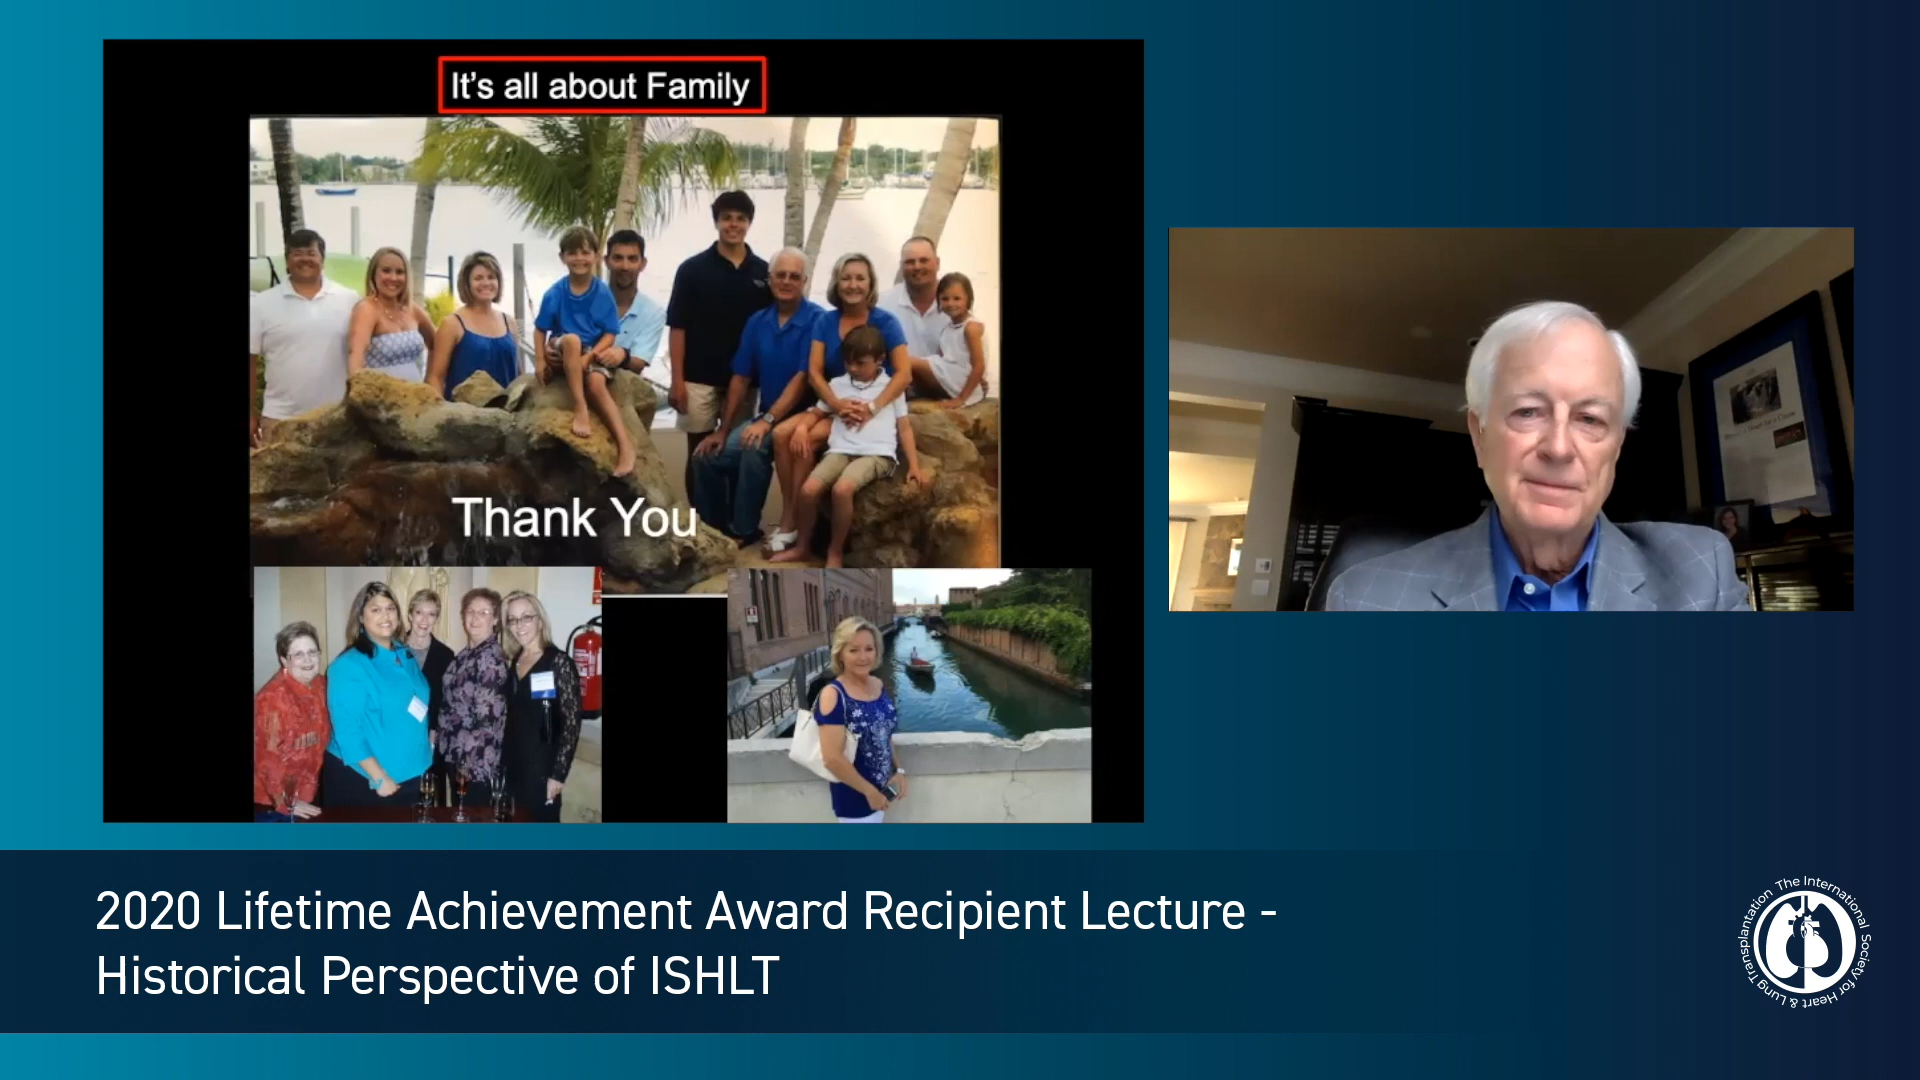 It's all about Family
Thank You
2020 Lifetime Achievement Award Recipient Lecture -
Historical Perspective of ISHLT
The International Society for Heart & Lung Transplantation